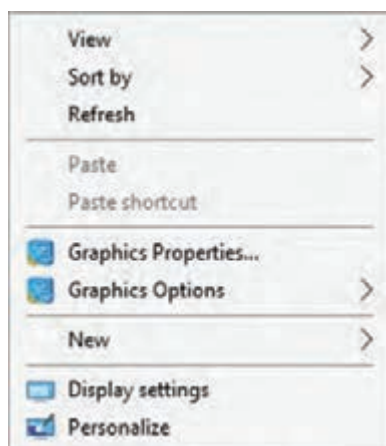 View
Sort by
Refresh
Paste
Paste shortcut
Graphics Properties...
Graphics Options
New
Display settings
Personalize